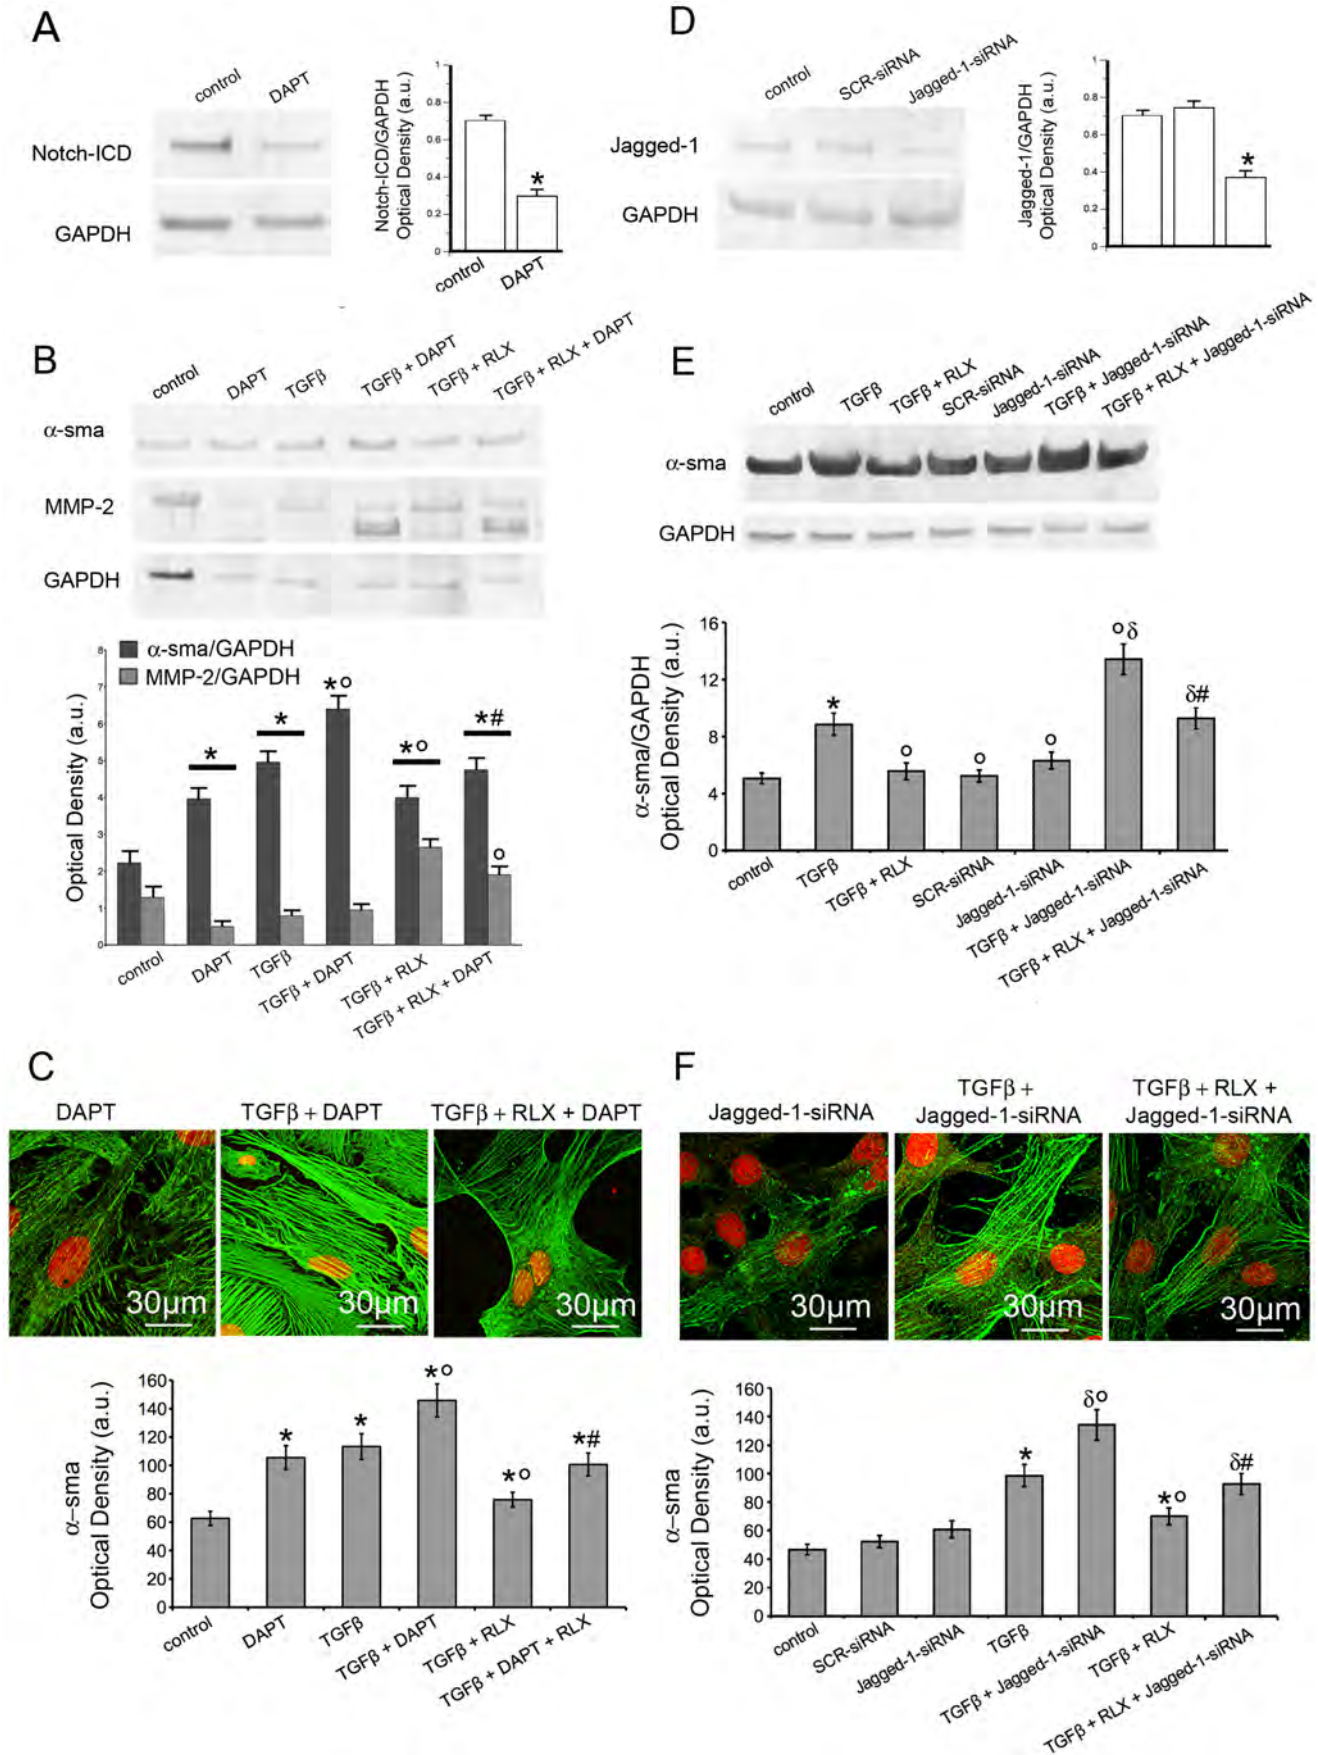 A
control
DAPT
Notch-ICD
GAPDH
Notch-ICD/GAPDH
Optical Density (a.u.)
1
0.8
0.6
0.4
0.2
0
*
control
DAPT
D
control
SCR-siRNA
Jagged-1-siRNA
Jagged-1
GAPDH
Jagged-1/GAPDH
Optical Density (a.u.)
1
0.8
0.6
0.4
0.2
0
*
B
control
DAPT
TGFβ
TGFβ + DAPT
TGFβ + RLX
TGFβ + RLX + DAPT
α-sma
MMP-2
GAPDH
α-sma/GAPDH
MMP-2/GAPDH
Optical Density (a.u.)
8
7
6
5
4
3
2
1
0
*
*
*°
*°
*#
°
control
DAPT
TGFβ
TGFβ + DAPT
TGFβ + RLX
TGFβ + RLX + DAPT
E
control
TGFβ
TGFβ + RLX
SCR-siRNA
Jagged-1-siRNA
TGFβ + Jagged-1-siRNA
TGFβ + RLX + Jagged-1-siRNA
α-sma
GAPDH
α-sma/GAPDH
Optical Density (a.u.)
16
12
8
4
0
*
°
°
°
°δ
δ#
control
TGFβ
TGFβ + RLX
SCR-siRNA
Jagged-1-siRNA
TGFβ + Jagged-1-siRNA
TGFβ + RLX + Jagged-1-siRNA
C
DAPT
TGFβ + DAPT
TGFβ + RLX + DAPT
30µm
30µm
30µm
α–sma
Optical Density (a.u.)
160
140
120
100
80
60
40
20
0
*
*
*°
*°
*#
control
DAPT
TGFβ
TGFβ + DAPT
TGFβ + RLX
TGFβ + DAPT + RLX
F
Jagged-1-siRNA
TGFβ +
Jagged-1-siRNA
TGFβ + RLX +
Jagged-1-siRNA
30µm
30µm
30µm
α–sma
Optical Density (a.u.)
160
140
120
100
80
60
40
20
0
*
δ°
*°
δ#
control
SCR-siRNA
Jagged-1-siRNA
TGFβ
TGFβ + Jagged-1-siRNA
TGFβ + RLX
TGFβ + RLX + Jagged-1-siRNA